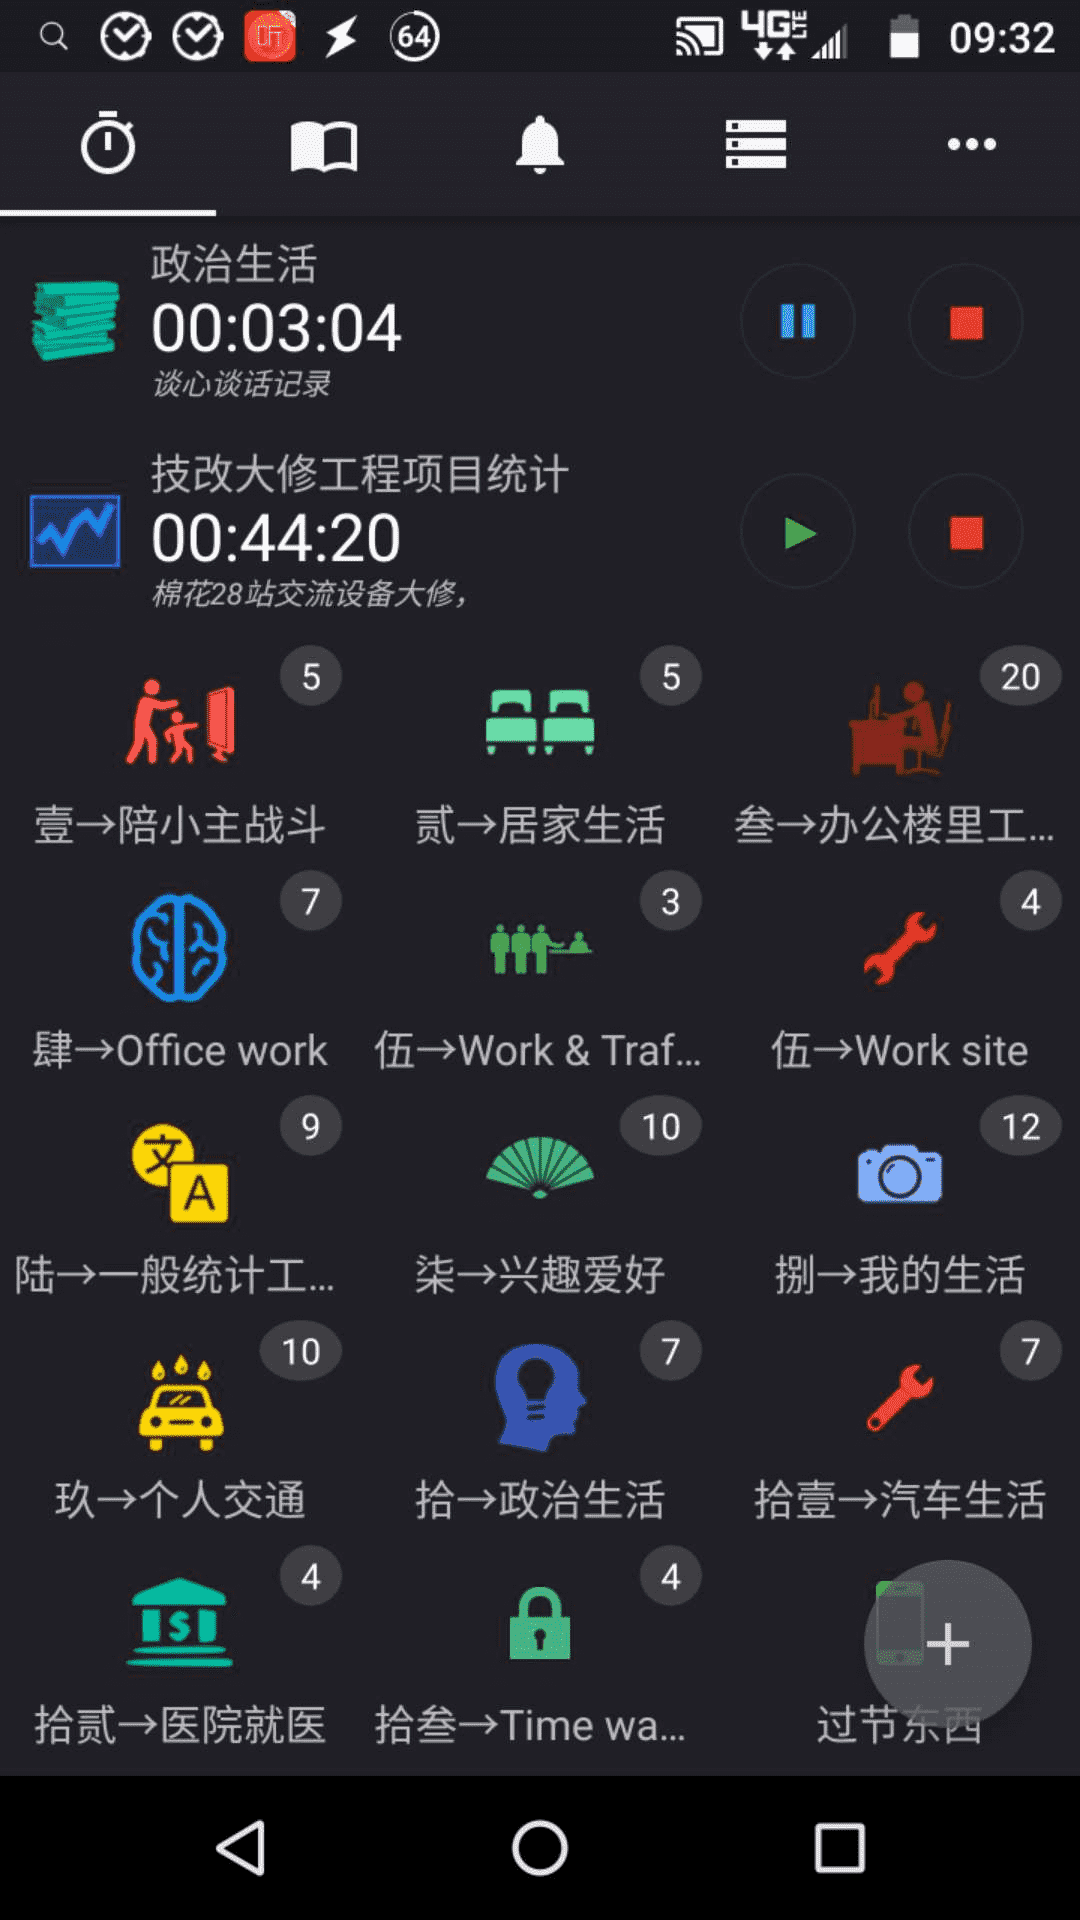 听 64 4G LTE 09:32
政治生活
00:03:04
谈心谈话记录
技改大修工程项目统计
00:44:20
棉花28站交流设备大修，
5 5 20
壹→陪小主战斗 贰→居家生活 叁→办公楼里工...
7 3 4
肆→Office work 伍→Work & Traf... 伍→Work site
9 10 12
文 A
陆→一般统计工... 柒→兴趣爱好 捌→我的生活
10 7 7
玖→个人交通 拾→政治生活 拾壹→汽车生活
4 4
$ +
拾贰→医院就医 拾叁→Time wa... 过节东西